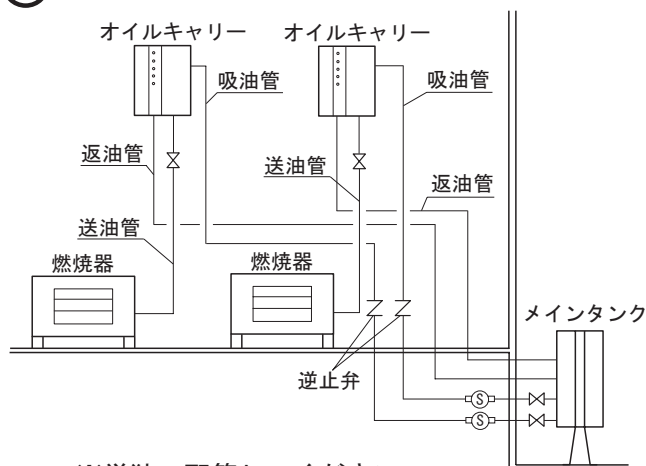 オイルキャリー
オイルキャリー
吸油管
吸油管
返油管
送油管
返油管
送油管
燃焼器
燃焼器
メインタンク
逆止弁
S
S